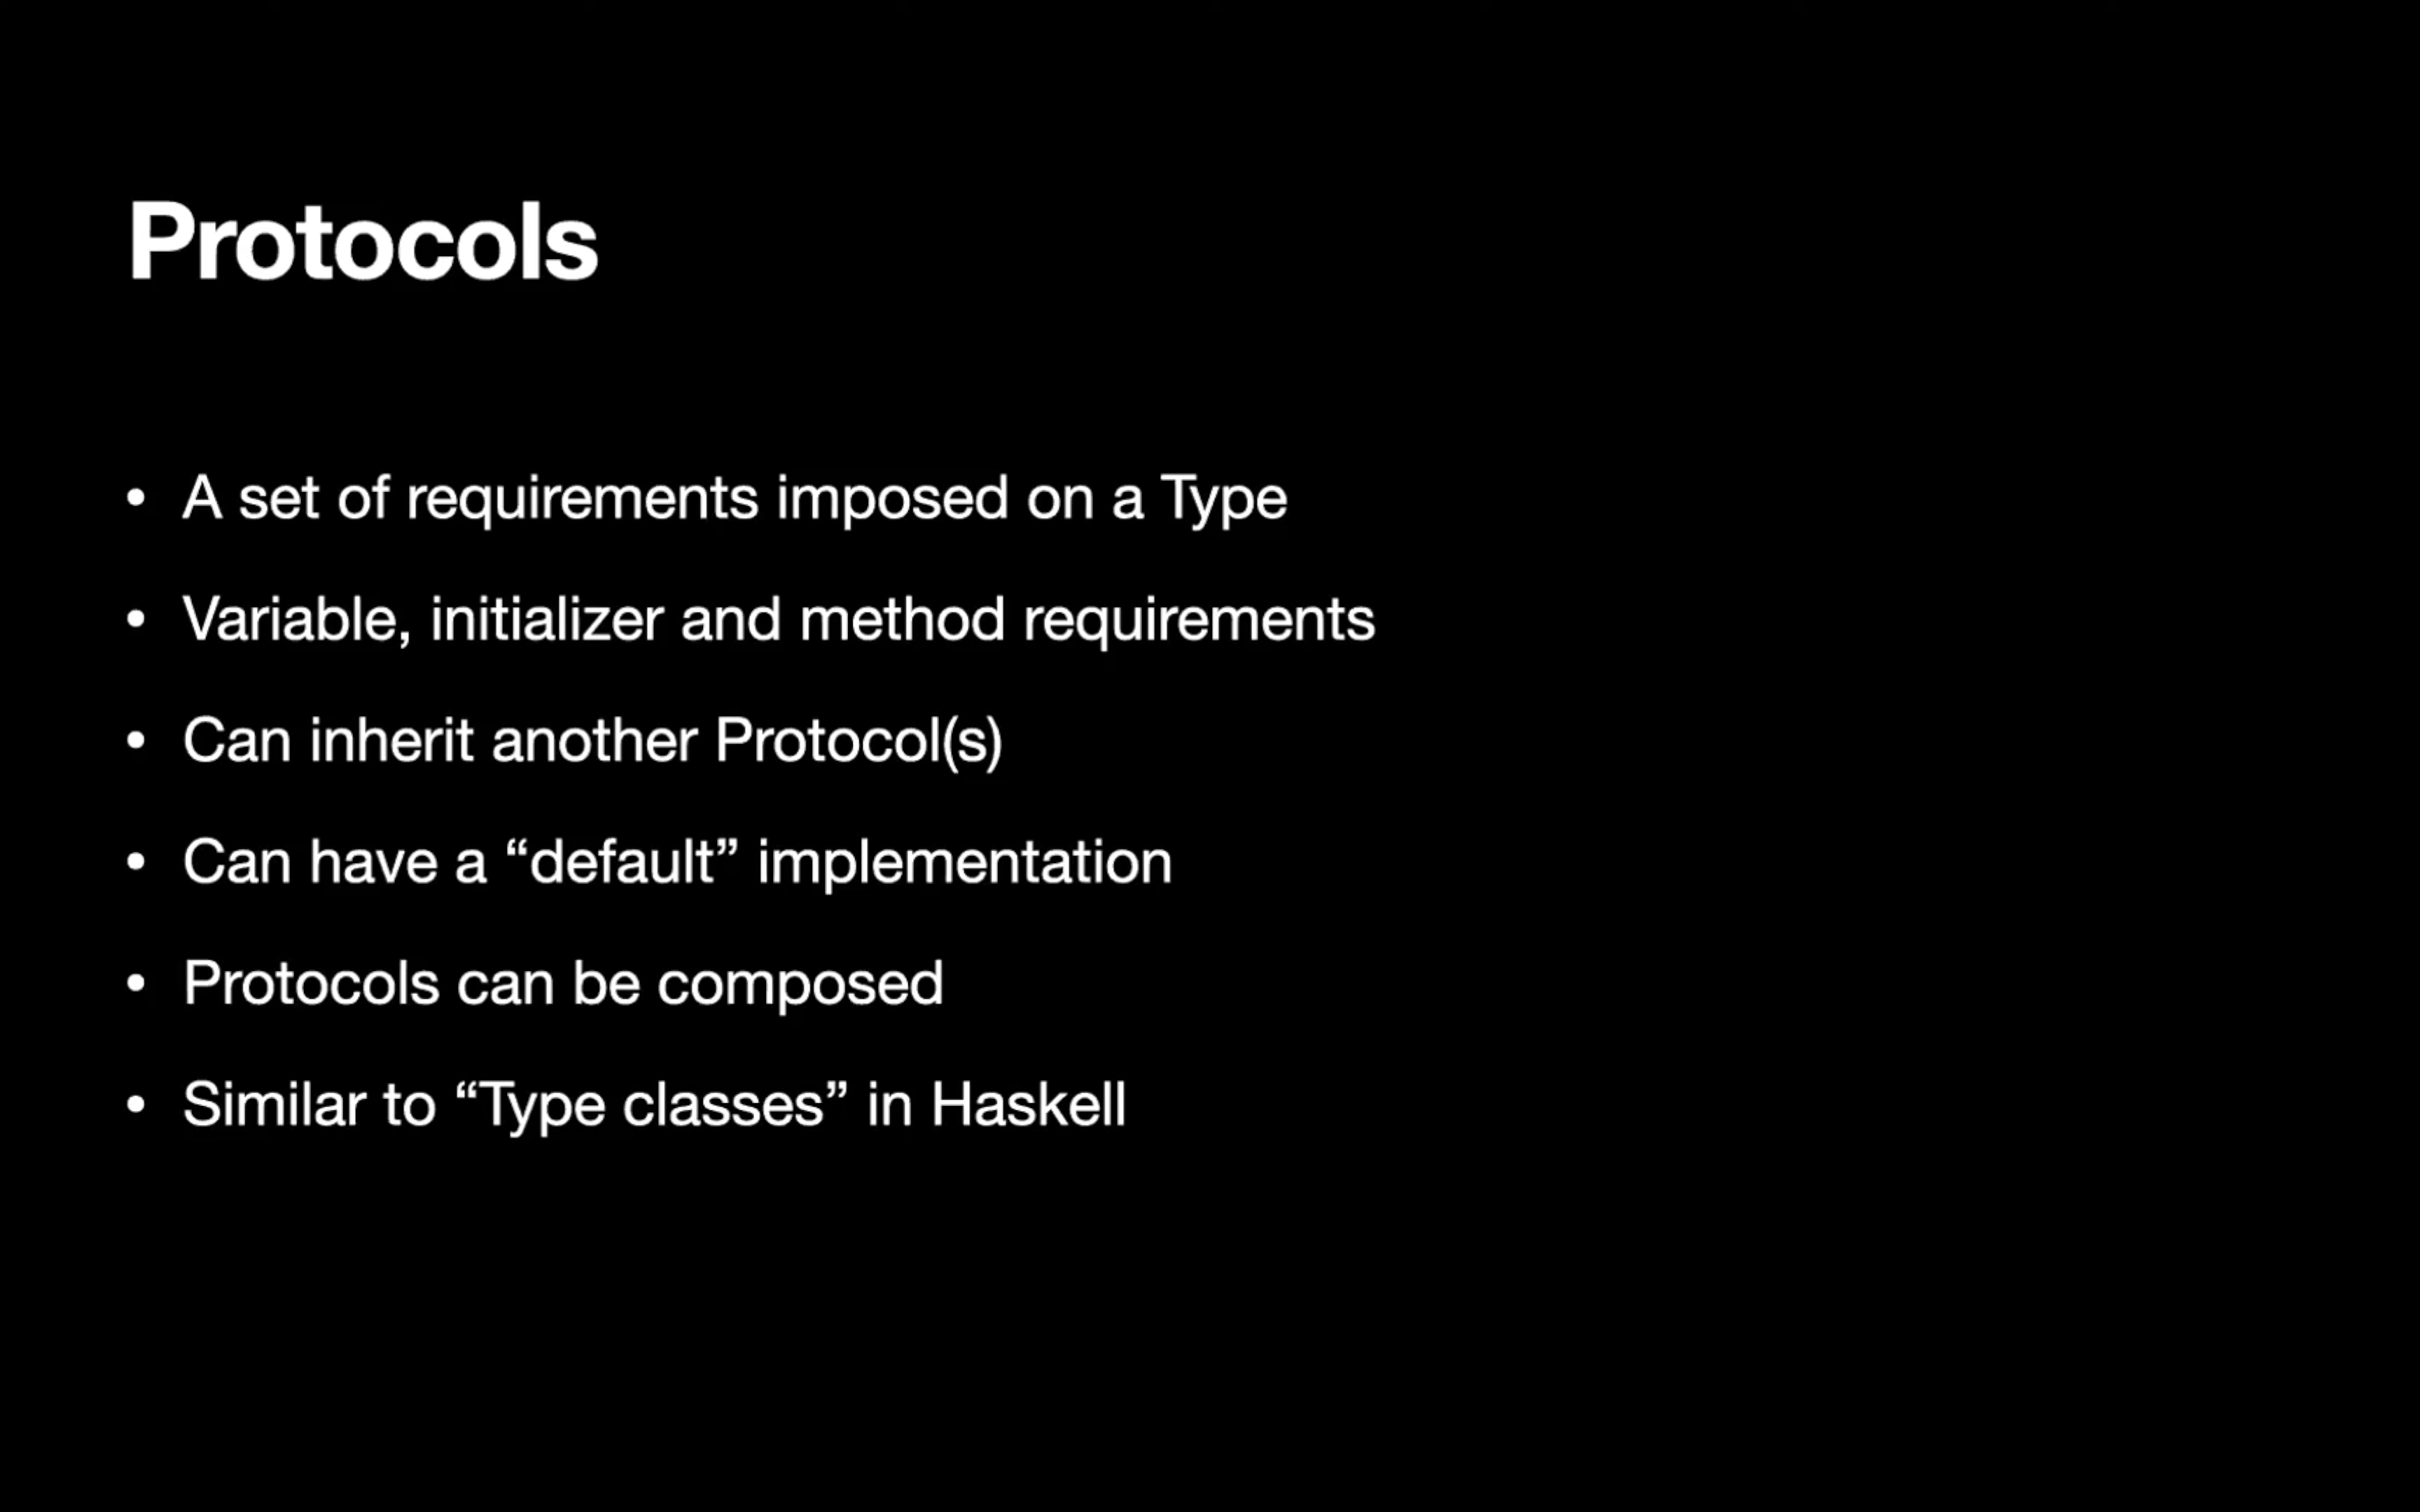 Protocols
• A set of requirements imposed on a Type
• Variable, initializer and method requirements
• Can inherit another Protocol(s)
• Can have a “default” implementation
• Protocols can be composed
• Similar to “Type classes” in Haskell